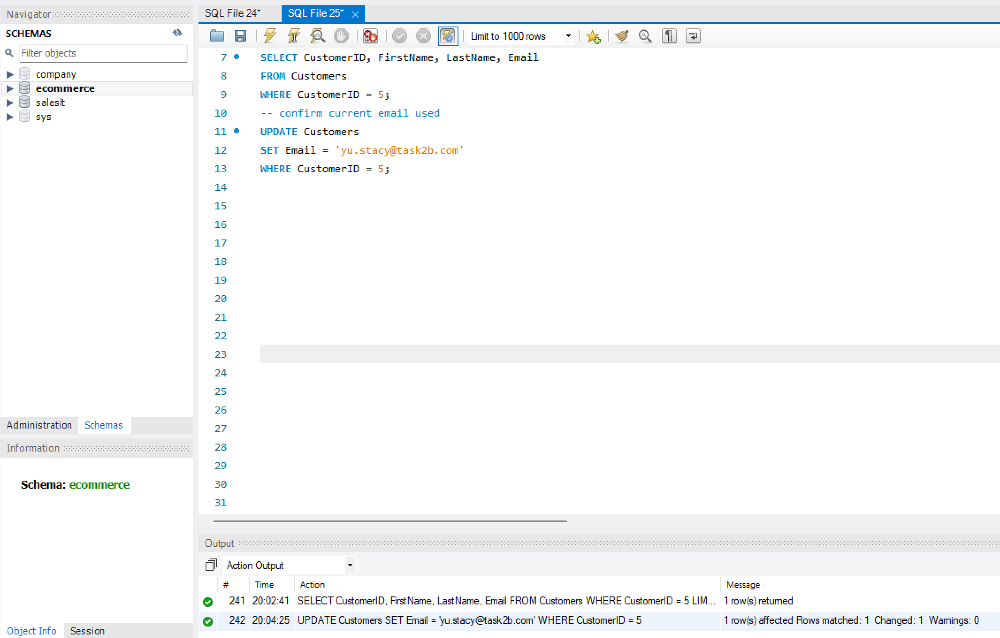 Navigator
SCHEMAS
Filter objects
company
ecommerce
saleslt
sys
Administration Schemas
Information
Schema: ecommerce
Object Info Session
SQL File 24* SQL File 25*
Limit to 1000 rows
7 SELECT CustomerID, FirstName, LastName, Email
8 FROM Customers
9 WHERE CustomerID = 5;
10 -- confirm current email used
11 UPDATE Customers
12 SET Email = 'yu.stacy@task2b.com'
13 WHERE CustomerID = 5;
14
15
16
17
18
19
20
21
22
23
24
25
26
27
28
29
30
31
Output
Action Output
# Time Action Message
241 20:02:41 SELECT CustomerID, FirstName, LastName, Email FROM Customers WHERE CustomerID = 5 LIM... 1 row(s) returned
242 20:04:25 UPDATE Customers SET Email = 'yu.stacy@task2b.com' WHERE CustomerID = 5 1 row(s) affected Rows matched: 1 Changed: 1 Warnings: 0